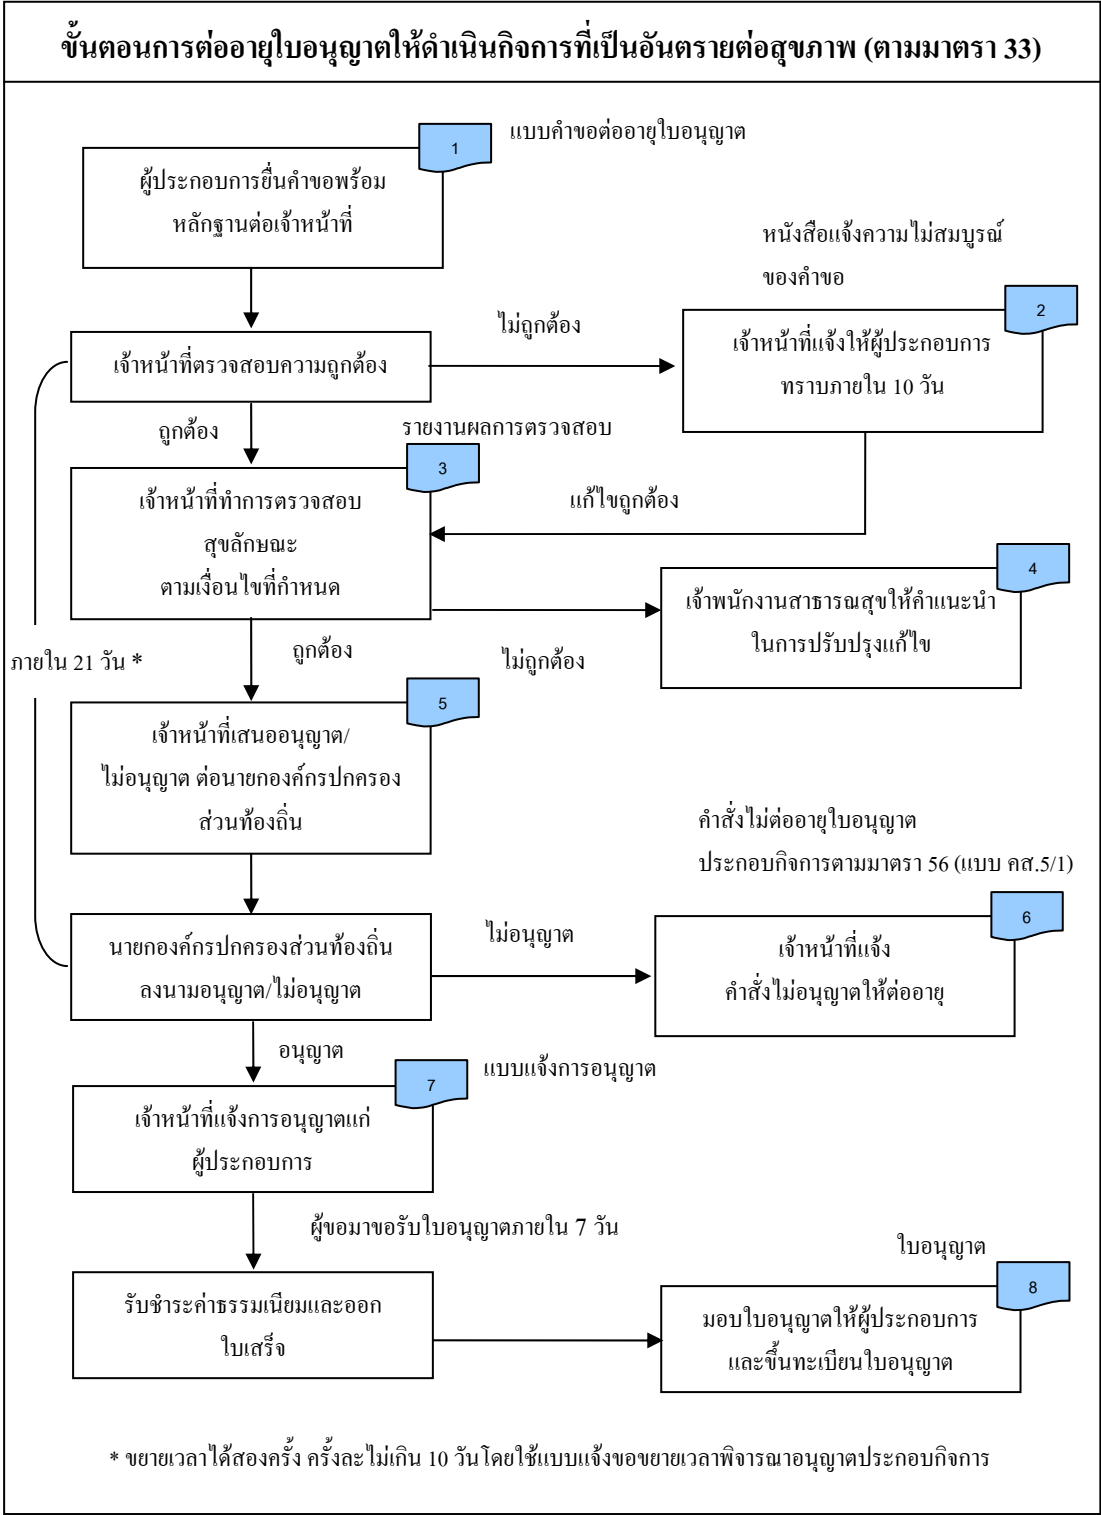 ขั้นตอนการต่ออายุใบอนุญาตให้ดำเนินกิจการที่เป็นอันตรายต่อสุขภาพ (ตามมาตรา 33)
1
แบบคำขอต่ออายุใบอนุญาต
ผู้ประกอบการยื่นคำขอพร้อม
หลักฐานต่อเจ้าหน้าที่
หนังสือแจ้งความไม่สมบูรณ์
ของคำขอ
2
ไม่ถูกต้อง
เจ้าหน้าที่ตรวจสอบความถูกต้อง
เจ้าหน้าที่แจ้งให้ผู้ประกอบการ
ทราบภายใน 10 วัน
ถูกต้อง
รายงานผลการตรวจสอบ
3
เจ้าหน้าที่ทำการตรวจสอบ
สุขลักษณะ
ตามเงื่อนไขที่กำหนด
แก้ไขถูกต้อง
4
เจ้าพนักงานสาธารณสุขให้คำแนะนำ
ในการปรับปรุงแก้ไข
ถูกต้อง
ไม่ถูกต้อง
ภายใน 21 วัน *
5
เจ้าหน้าที่เสนออนุญาต/
ไม่อนุญาต ต่อนายกองค์กรปกครอง
ส่วนท้องถิ่น
คำสั่งไม่ต่ออายุใบอนุญาต
ประกอบกิจการตามมาตรา 56 (แบบ คส.5/1)
6
ไม่อนุญาต
นายกองค์กรปกครองส่วนท้องถิ่น
ลงนามอนุญาต/ไม่อนุญาต
เจ้าหน้าที่แจ้ง
คำสั่งไม่อนุญาตให้ต่ออายุ
อนุญาต
7
แบบแจ้งการอนุญาต
เจ้าหน้าที่แจ้งการอนุญาตแก่
ผู้ประกอบการ
ผู้ขอมาขอรับใบอนุญาตภายใน 7 วัน
ใบอนุญาต
8
รับชำระค่าธรรมเนียมและออก
ใบเสร็จ
มอบใบอนุญาตให้ผู้ประกอบการ
และขึ้นทะเบียนใบอนุญาต
* ขยายเวลาได้สองครั้ง ครั้งละไม่เกิน 10 วันโดยใช้แบบแจ้งขอขยายเวลาพิจารณาอนุญาตประกอบกิจการ